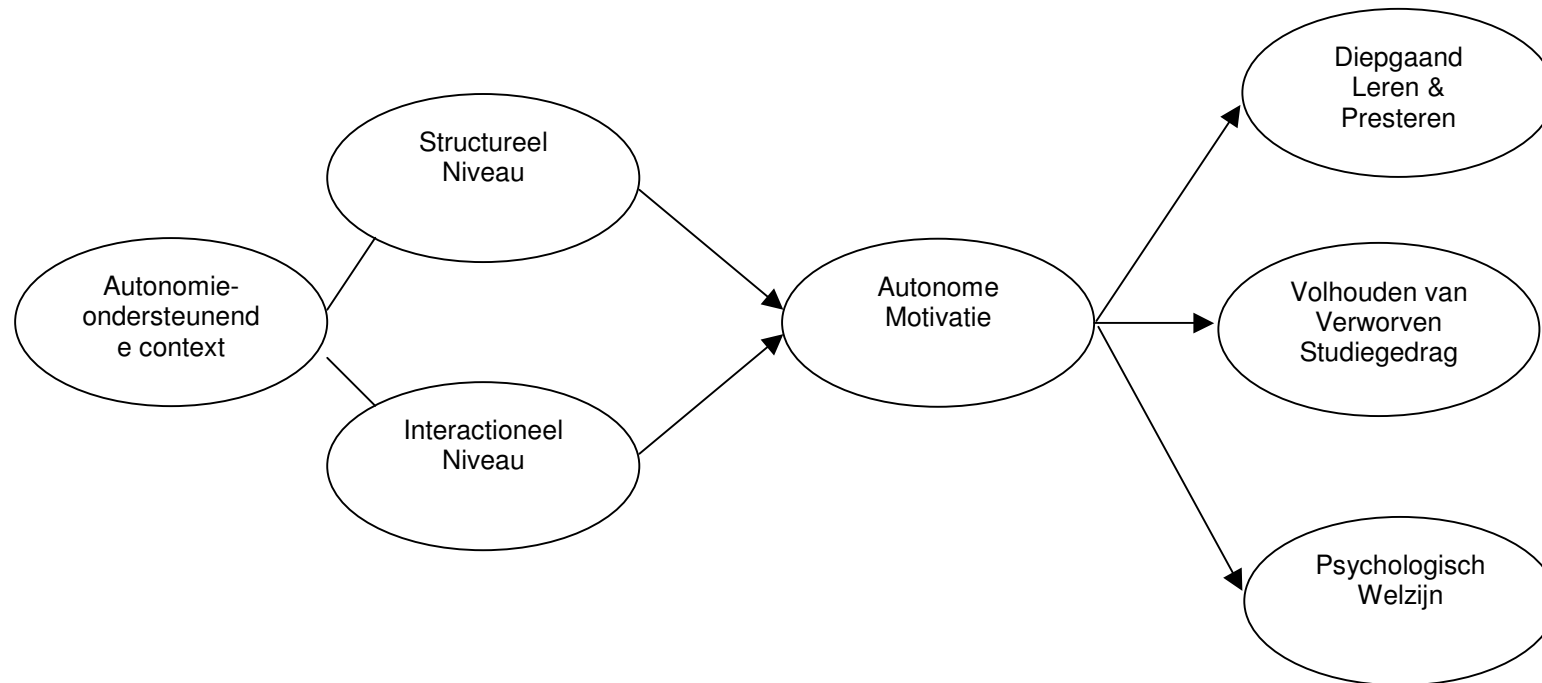 Autonomie-
ondersteunend
e context
Structureel
Niveau
Interactioneel
Niveau
Autonome
Motivatie
Diepgaand
Leren &
Presteren
Volhouden van
Verworven
Studiegedrag
Psychologisch
Welzijn